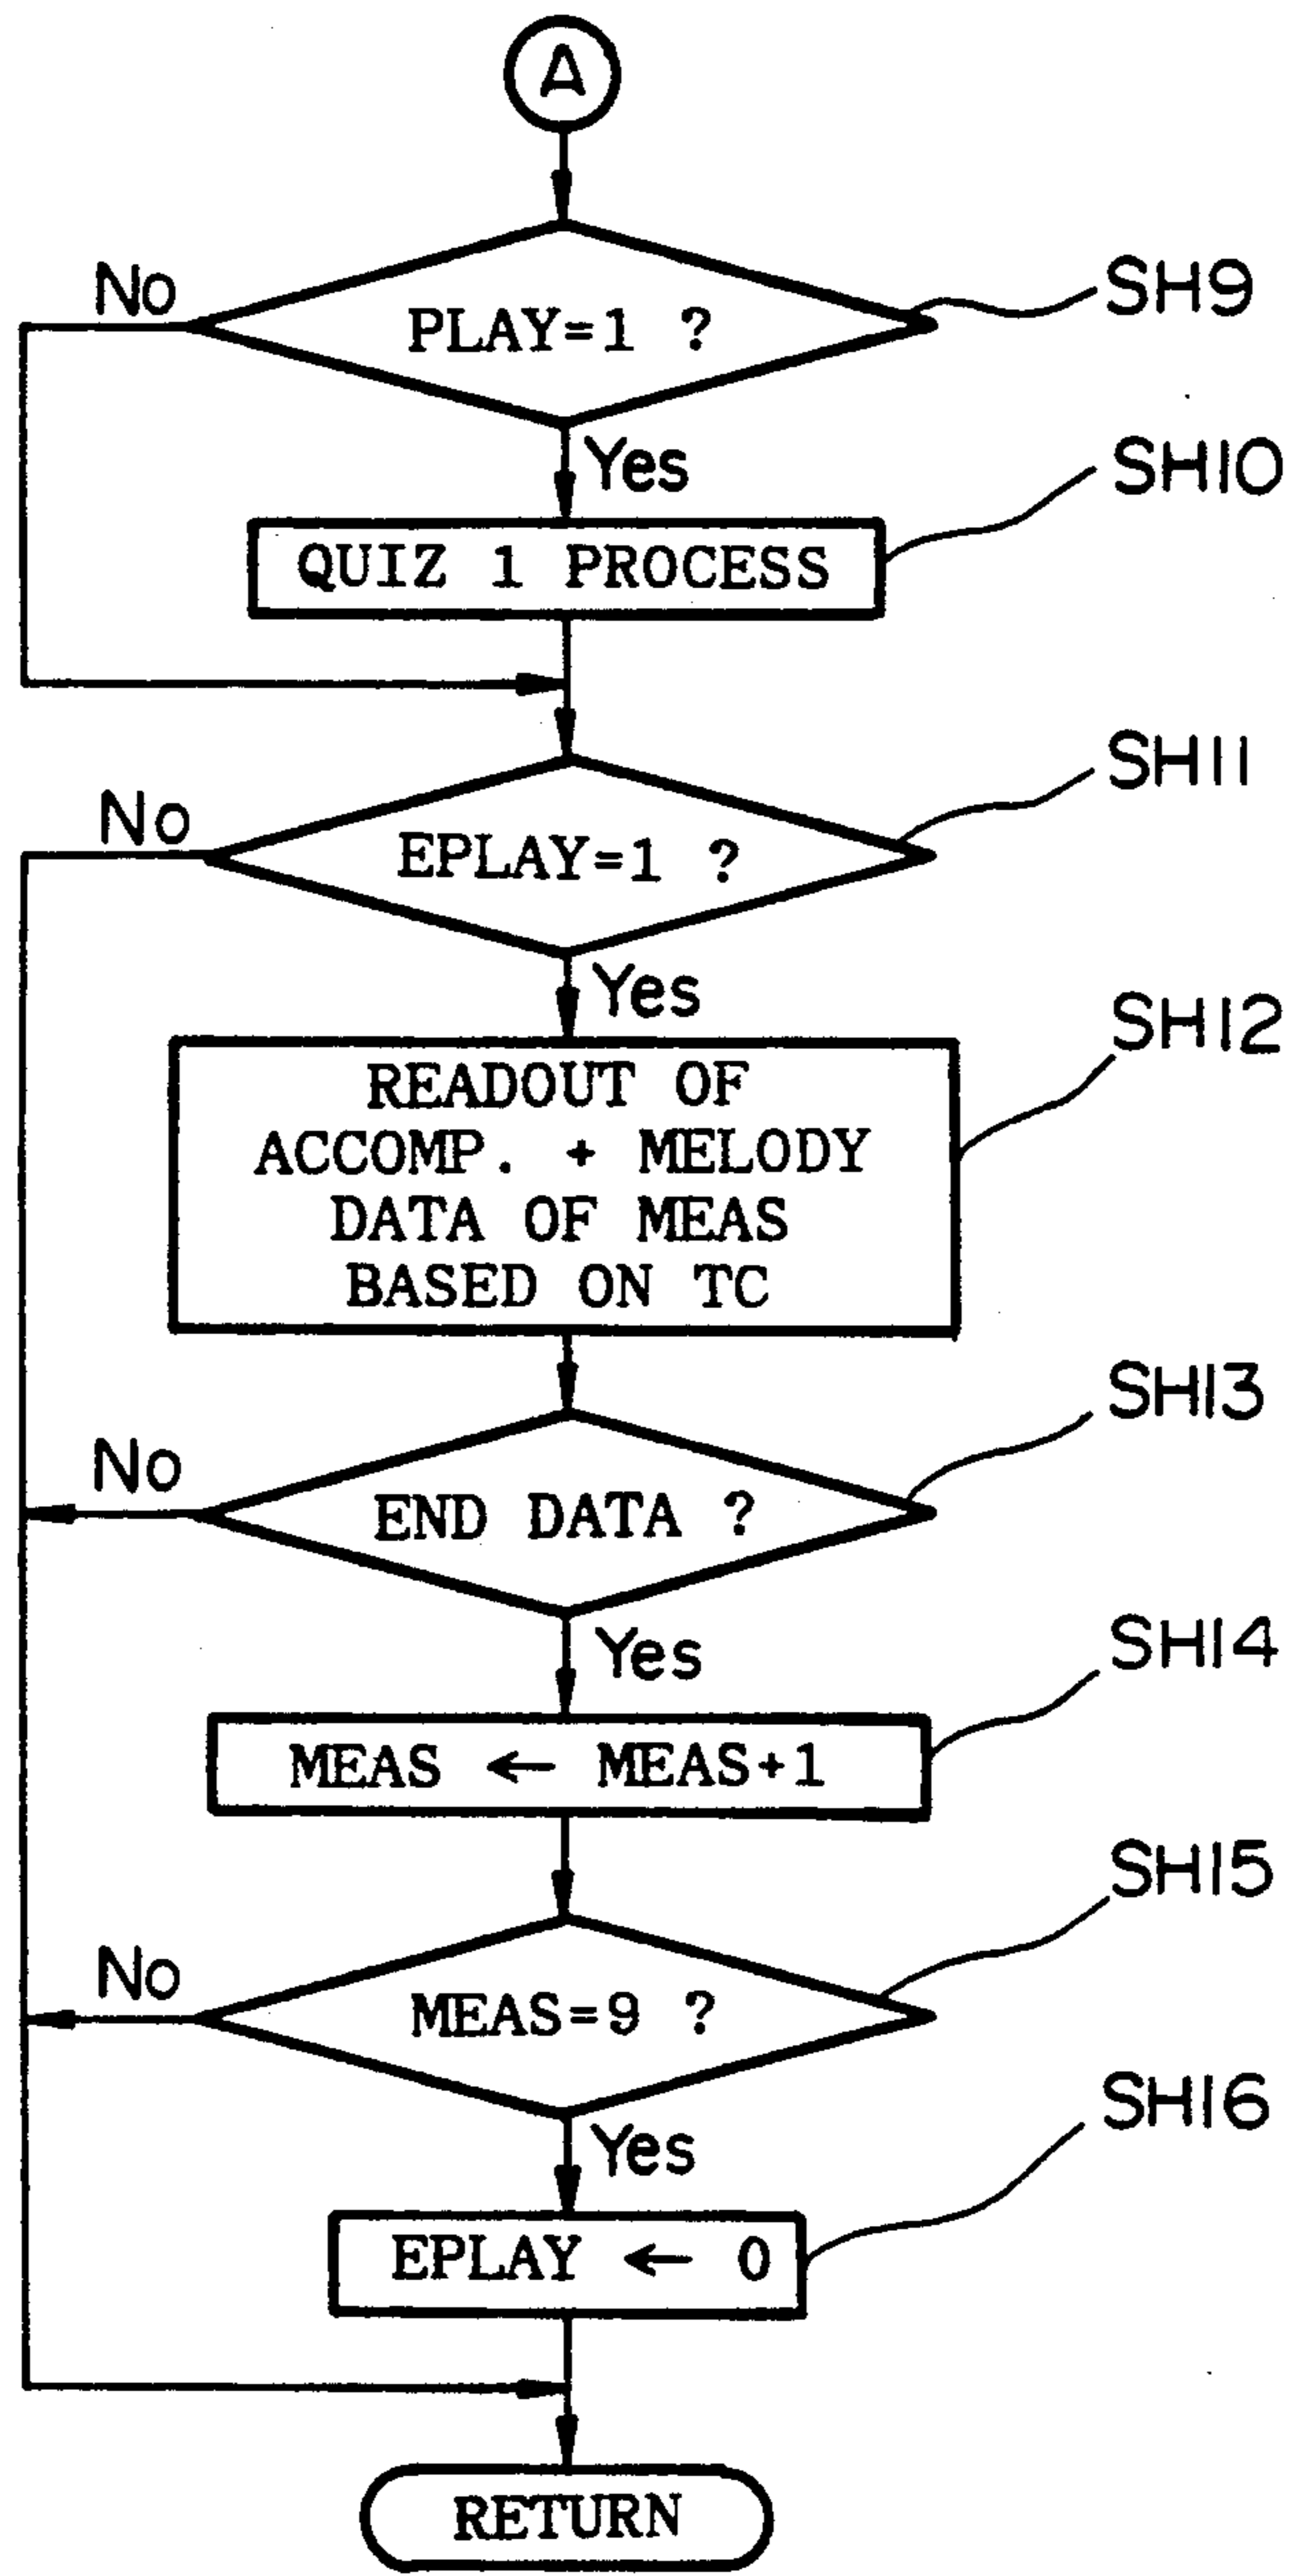 A
No
PLAY=1 ?
SH9
Yes
SH10
QUIZ 1 PROCESS
SH11
No
EPLAY=1 ?
Yes
SH12
READOUT OF
ACCOMP. + MELODY
DATA OF MEAS
BASED ON TC
SH13
No
END DATA ?
Yes
SH14
MEAS ← MEAS+1
SH15
No
MEAS=9 ?
Yes
SH16
EPLAY ← 0
RETURN